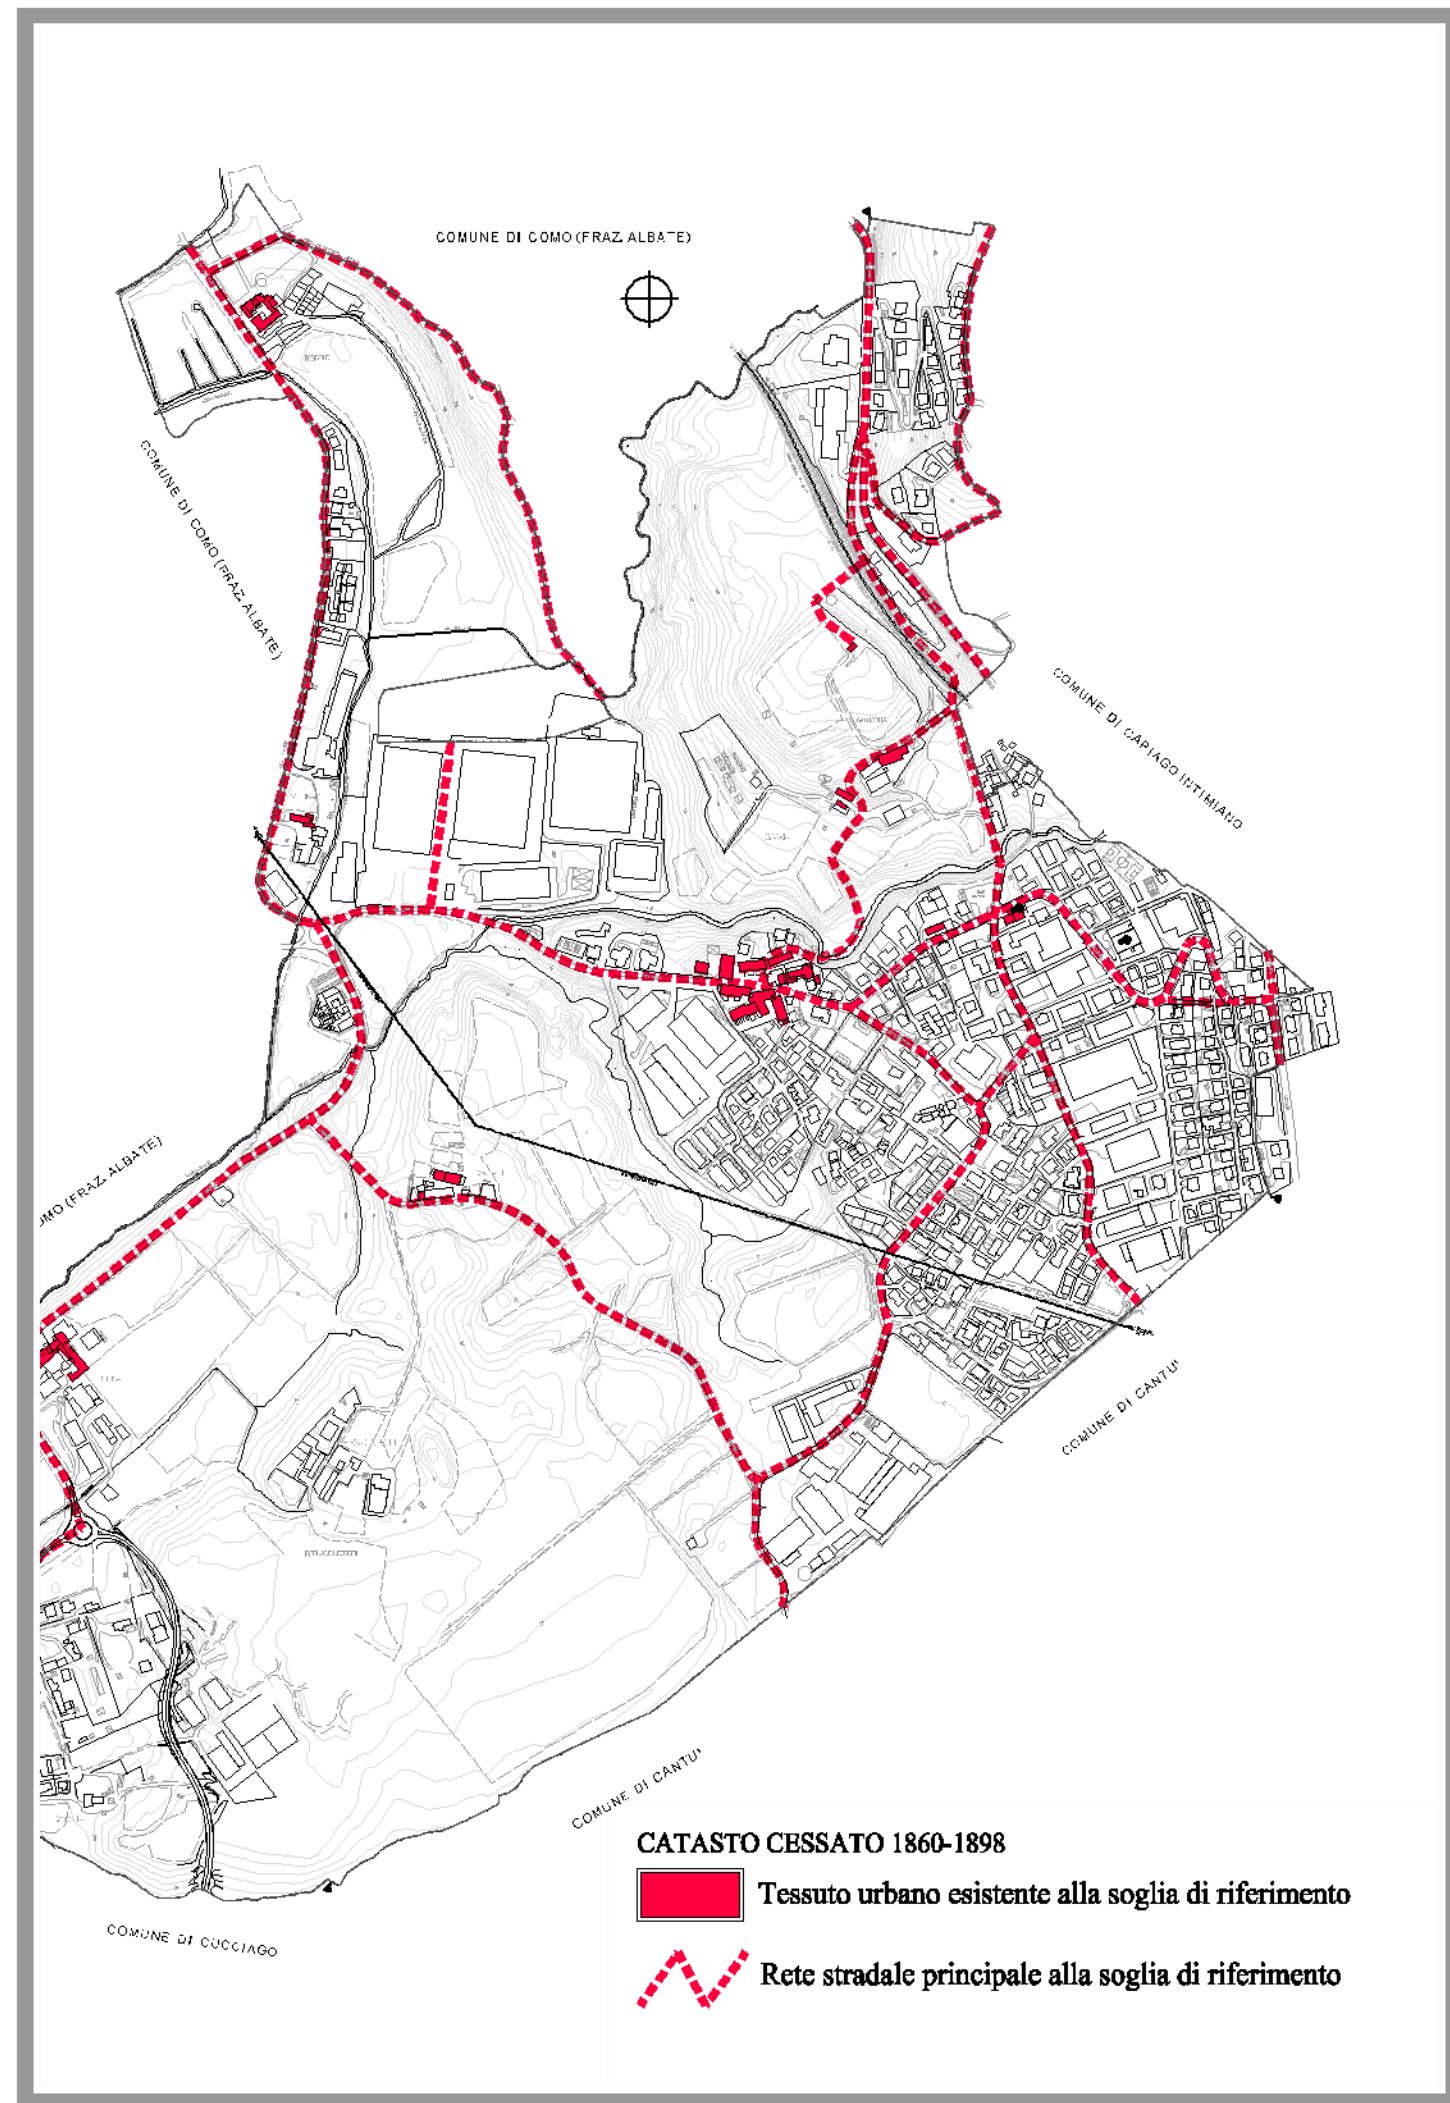 COMUNE DI COMO (FRAZ. ALBATE)
COMUNE DI COMO (FRAZ. ALBATE)
COMUNE DI CAPIAGO INTIMIANO
OMO (FRAZ. ALBATE)
COMUNE DI CANTU'
COMUNE DI CANTU'
COMUNE DI CUCCIAGO
CATASTO CESSATO 1860-1898
Tessuto urbano esistente alla soglia di riferimento
Rete stradale principale alla soglia di riferimento